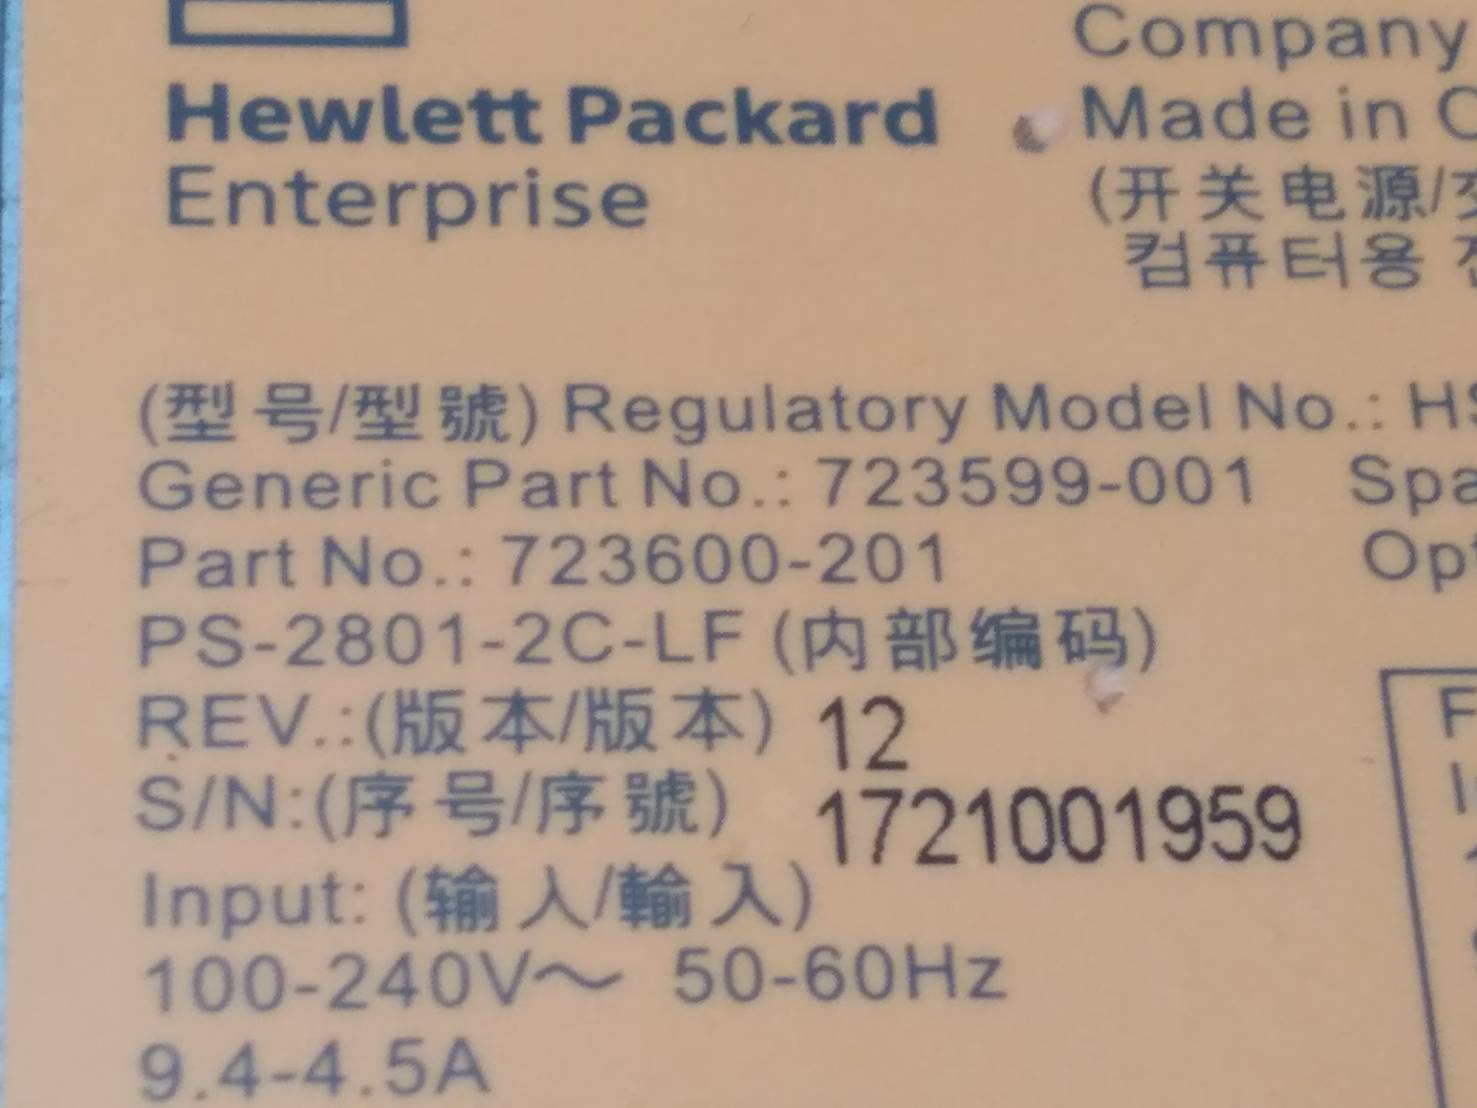 Hewlett Packard
Enterprise
Company
Made in
(开关电源/
컴퓨터용
(型号/型號) Regulatory Model No.:
Generic Part No.: 723599-001
Part No.: 723600-201
PS-2801-2C-LF (内部编码)
REV.:(版本/版本) 12
S/N:(序号/序號) 1721001959
Input: (输入/輸入)
100-240V～ 50-60Hz
9.4-4.5A